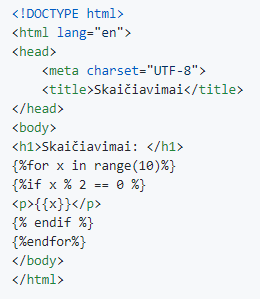 <!DOCTYPE html>
<html lang="en">
<head>
    <meta charset="UTF-8">
    <title>Skaičiavimai</title>
</head>
<body>
<h1>Skaičiavimai: </h1>
{%for x in range(10)%}
{%if x % 2 == 0 %}
<p>{{x}}</p>
{% endif %}
{%endfor%}
</body>
</html>